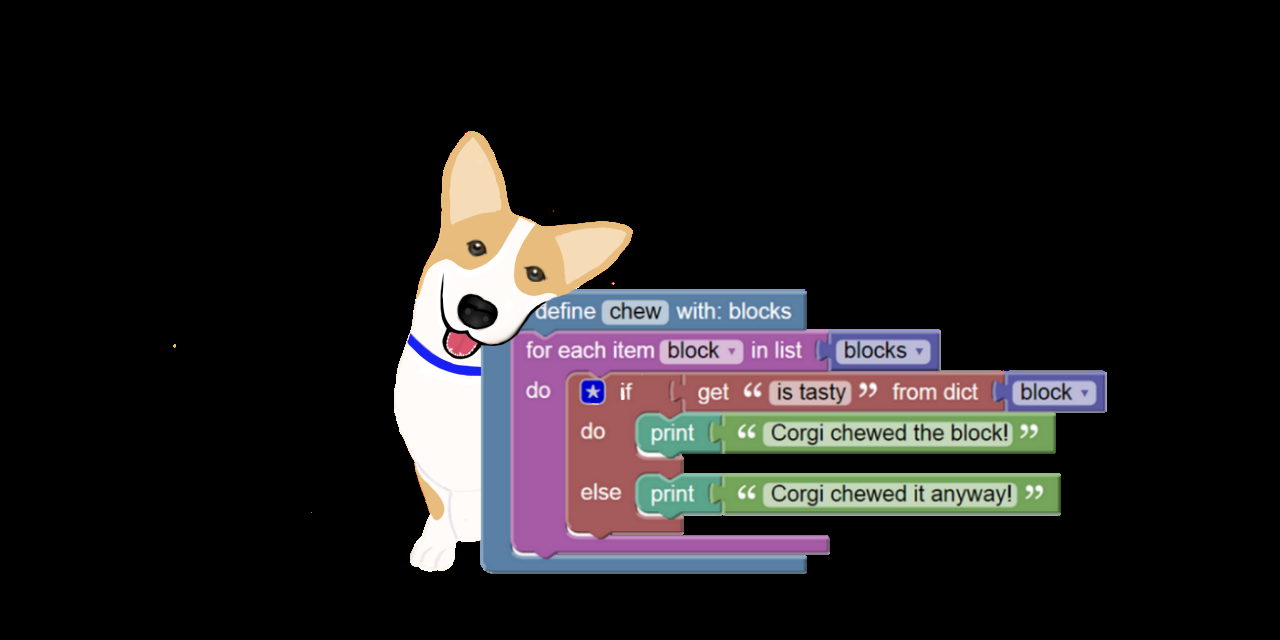 define chew with: blocks
for each item block in list blocks
do if get “ is tasty ” from dict block
do print “ Corgi chewed the block! ”
else print “ Corgi chewed it anyway! ”